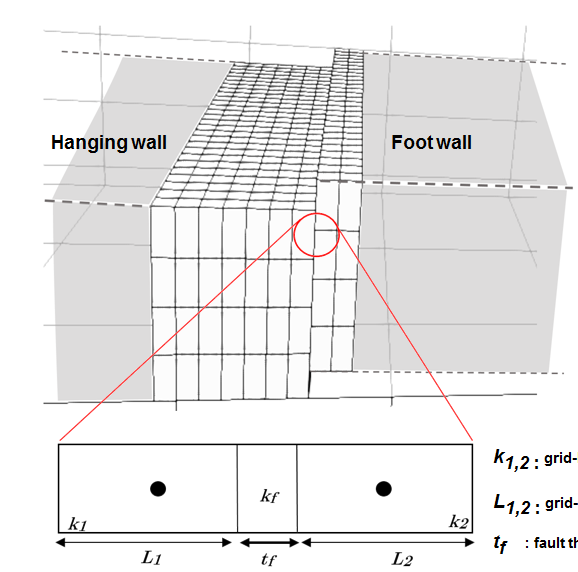 Hanging wall
Foot wall
kf
k1
k2
L1
tf
L2
k1,2 : grid-
L1,2 : grid-
tf : fault th